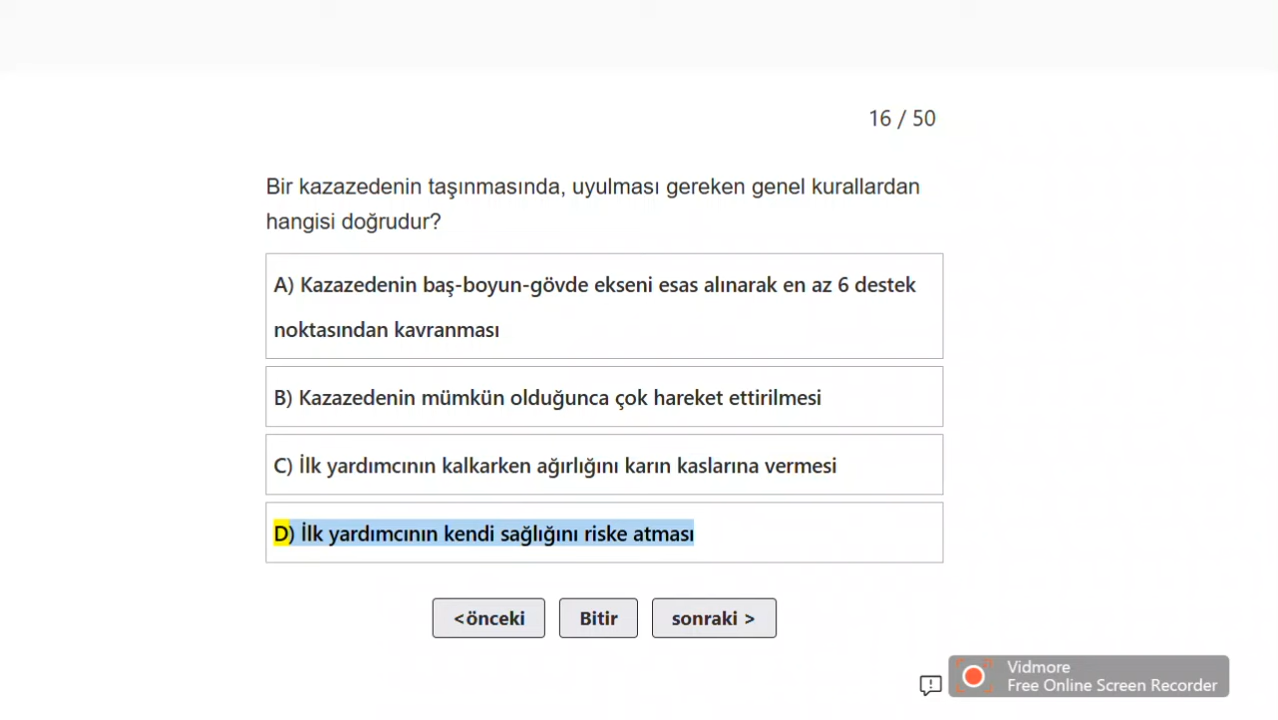 16 / 50
Bir kazazedenin taşınmasında, uyulması gereken genel kurallardan
hangisi doğrudur?
A) Kazazedenin baş-boyun-gövde ekseni esas alınarak en az 6 destek
noktasından kavranması
B) Kazazedenin mümkün olduğunca çok hareket ettirilmesi
C) İlk yardımcının kalkarken ağırlığını karın kaslarına vermesi
D) İlk yardımcının kendi sağlığını riske atması
<önceki Bitir sonraki >
Vidmore
Free Online Screen Recorder